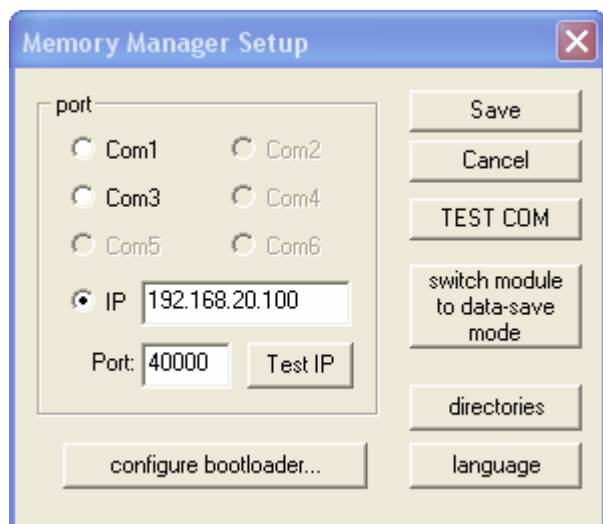 Memory Manager Setup
port
Com1
Com2
Com3
Com4
Com5
Com6
IP 192.168.20.100
Port: 40000 Test IP
configure bootloader...
Save
Cancel
TEST COM
switch module
to data-save
mode
directories
language